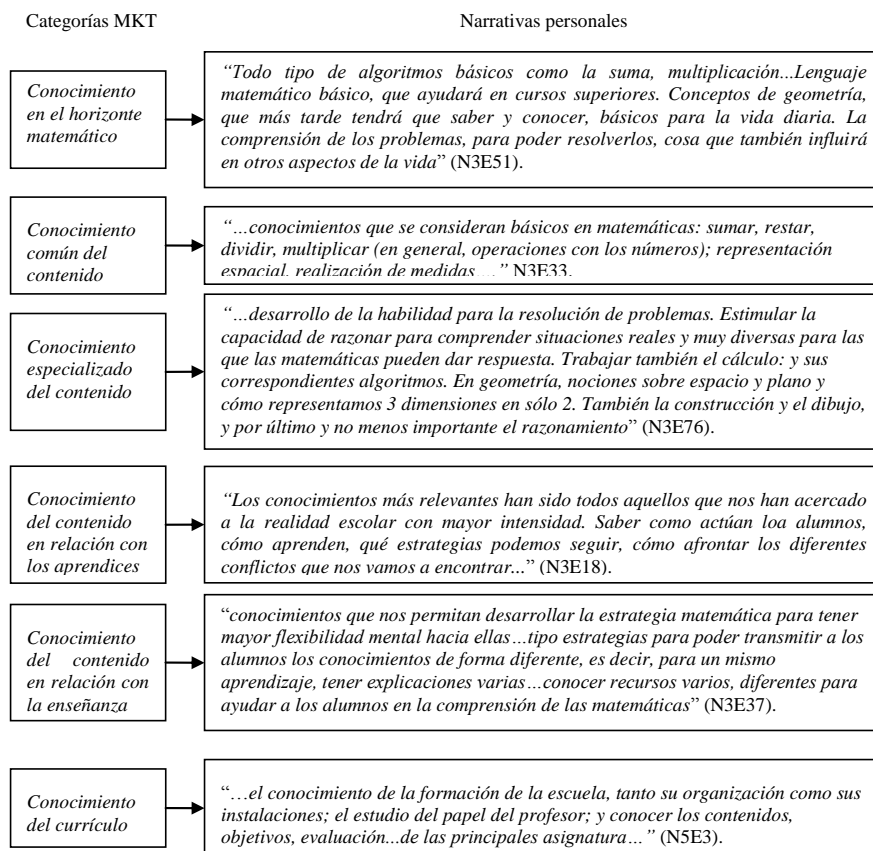 Categorías MKT
Narrativas personales
Conocimiento
en el horizonte
matemático
“Todo tipo de algoritmos básicos como la suma, multiplicación...Lenguaje
matemático básico, que ayudará en cursos superiores. Conceptos de geometría,
que más tarde tendrá que saber y conocer, básicos para la vida diaria. La
comprensión de los problemas, para poder resolverlos, cosa que también influirá
en otros aspectos de la vida” (N3E51).
Conocimiento
común del
contenido
“…conocimientos que se consideran básicos en matemáticas: sumar, restar,
dividir, multiplicar (en general, operaciones con los números); representación
espacial, realización de medidas….” N3E33.
Conocimiento
especializado
del contenido
“…desarrollo de la habilidad para la resolución de problemas. Estimular la
capacidad de razonar para comprender situaciones reales y muy diversas para las
que las matemáticas pueden dar respuesta. Trabajar también el cálculo: y sus
correspondientes algoritmos. En geometría, nociones sobre espacio y plano y
cómo representamos 3 dimensiones en sólo 2. También la construcción y el dibujo,
y por último y no menos importante el razonamiento” (N3E76).
Conocimiento
del contenido
en relación con
los aprendices
“Los conocimientos más relevantes han sido todos aquellos que nos han acercado
a la realidad escolar con mayor intensidad. Saber como actúan loa alumnos,
cómo aprenden, qué estrategias podemos seguir, cómo afrontar los diferentes
conflictos que nos vamos a encontrar...” (N3E18).
Conocimiento
del contenido
en relación con
la enseñanza
“conocimientos que nos permitan desarrollar la estrategia matemática para tener
mayor flexibilidad mental hacia ellas…tipo estrategias para poder transmitir a los
alumnos los conocimientos de forma diferente, es decir, para un mismo
aprendizaje, tener explicaciones varias…conocer recursos varios, diferentes para
ayudar a los alumnos en la comprensión de las matemáticas” (N3E37).
Conocimiento
del currículo
“…el conocimiento de la formación de la escuela, tanto su organización como sus
instalaciones; el estudio del papel del profesor; y conocer los contenidos,
objetivos, evaluación...de las principales asignatura…” (N5E3).